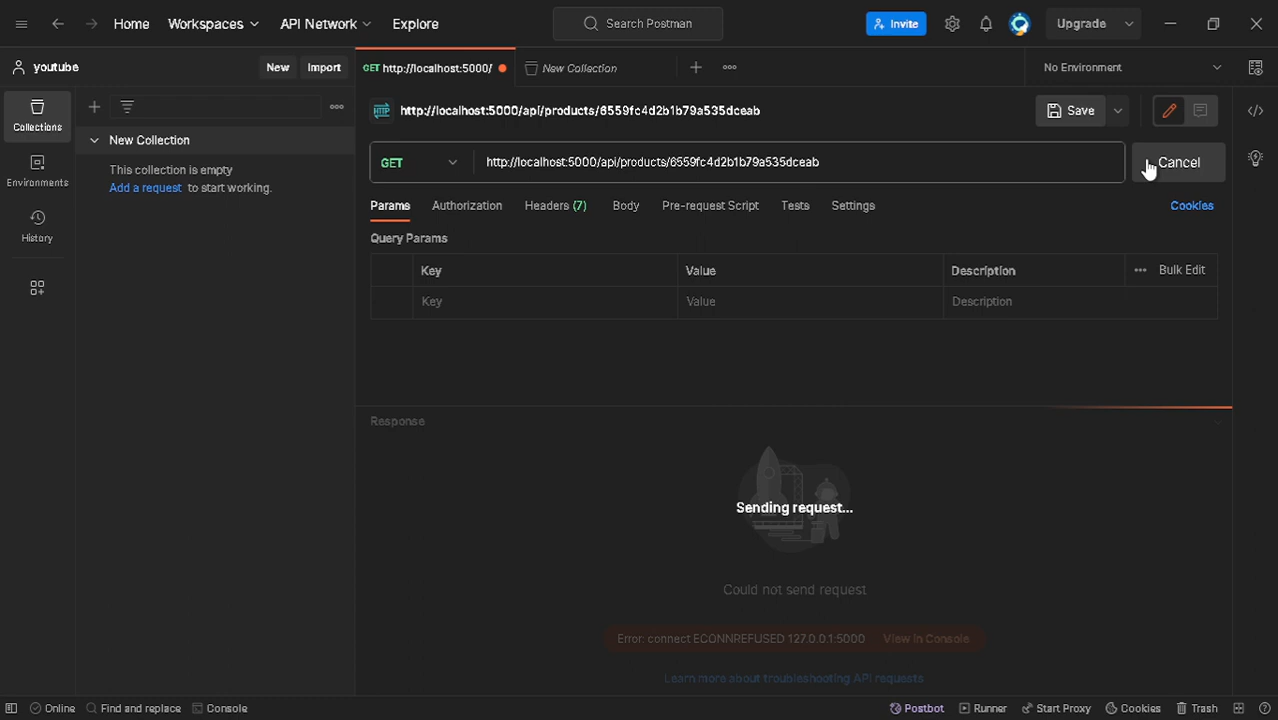 Home Workspaces API Network Explore Search Postman Invite Upgrade
youtube New Import GET http://localhost:5000/ New Collection No Environment
Collections
New Collection
http://localhost:5000/api/products/6559fc4d2b1b79a535dceab Save
GET http://localhost:5000/api/products/6559fc4d2b1b79a535dceab Cancel
This collection is empty
Add a request to start working.
Environments
History
Params Authorization Headers (7) Body Pre-request Script Tests Settings Cookies
Query Params
Key Value Description Bulk Edit
Key Value Description
Response
Sending request...
Could not send request
Error: connect ECONNREFUSED 127.0.0.1:5000 View in Console
Learn more about troubleshooting API requests
Online Find and replace Console Postbot Runner Start Proxy Cookies Trash